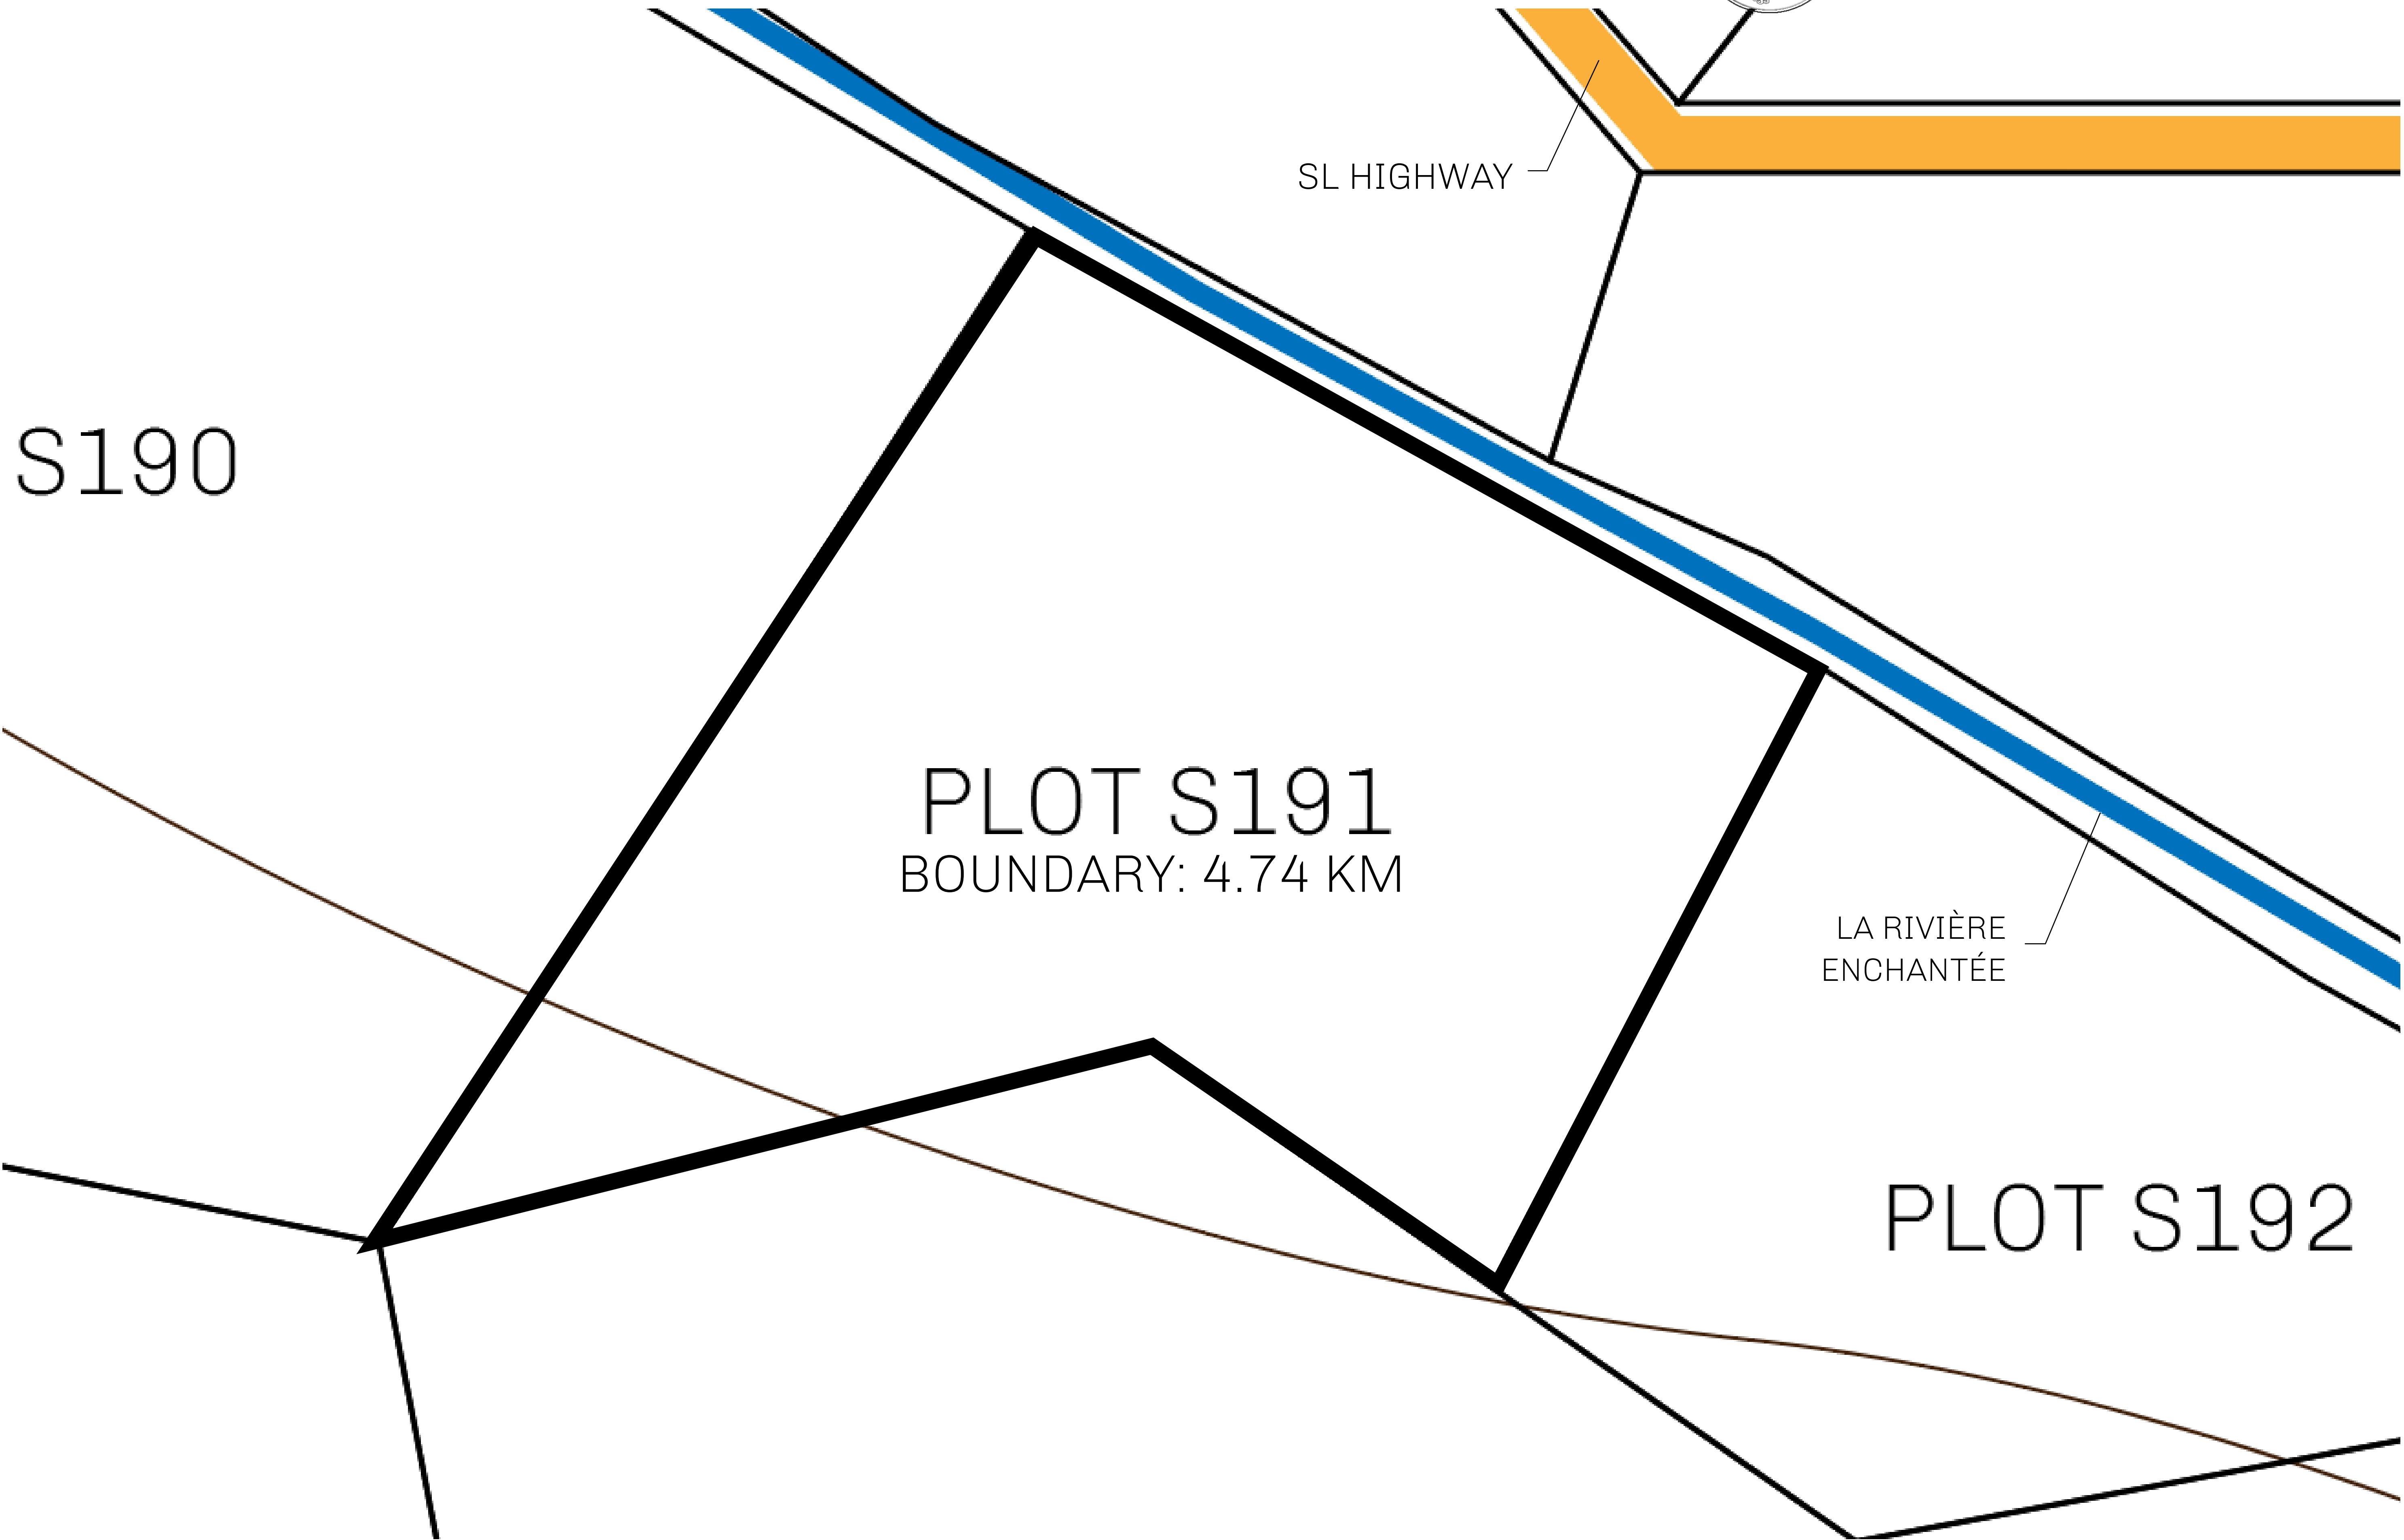 SL HIGHWAY
S190
PLOT S191
BOUNDARY: 4.74 KM
LA RIVIÈRE
ENCHANTÉE
PLOT S192